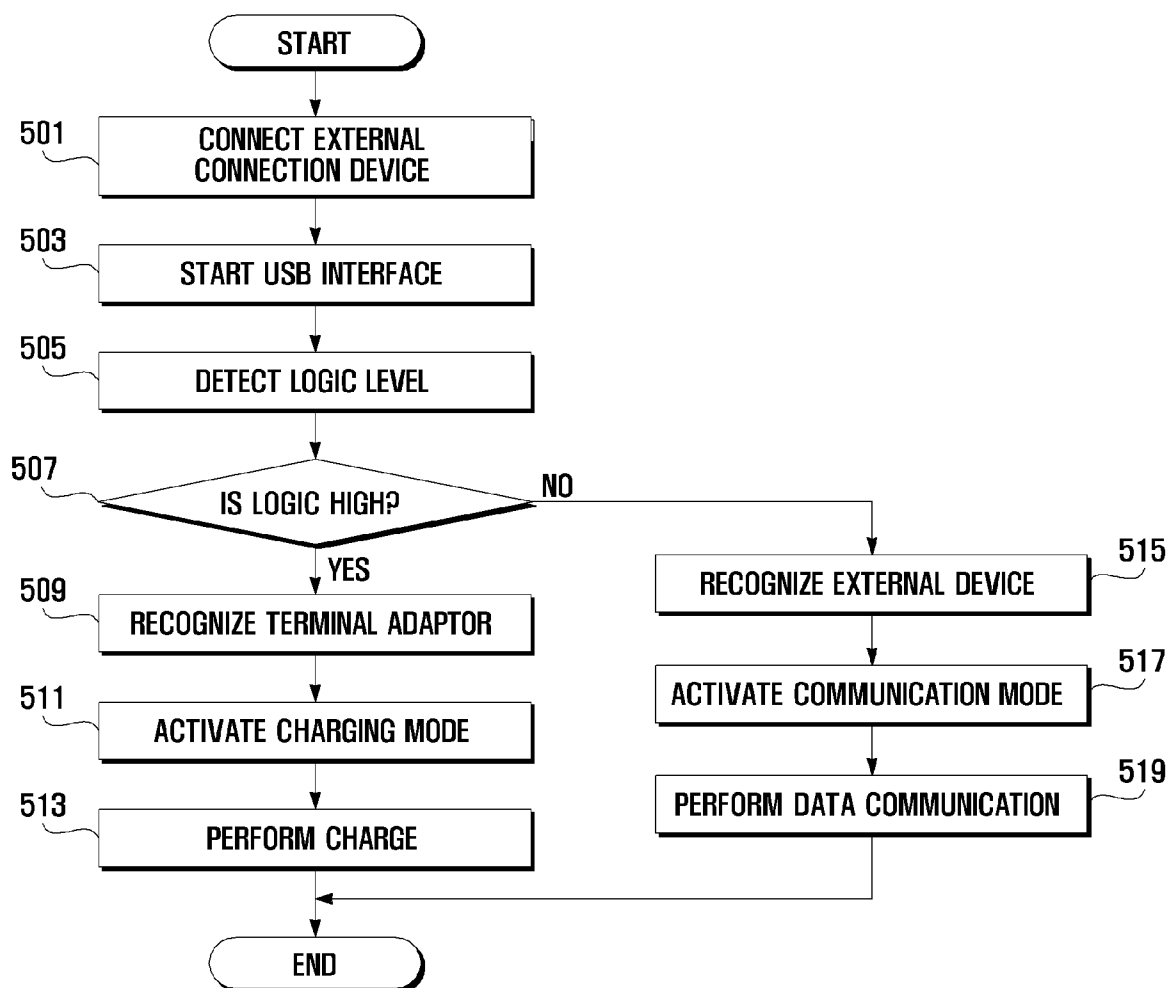 START
501
CONNECT EXTERNAL
CONNECTION DEVICE
503
START USB INTERFACE
505
DETECT LOGIC LEVEL
507
IS LOGIC HIGH?
NO
YES
509
RECOGNIZE TERMINAL ADAPTOR
511
ACTIVATE CHARGING MODE
513
PERFORM CHARGE
515
RECOGNIZE EXTERNAL DEVICE
517
ACTIVATE COMMUNICATION MODE
519
PERFORM DATA COMMUNICATION
END